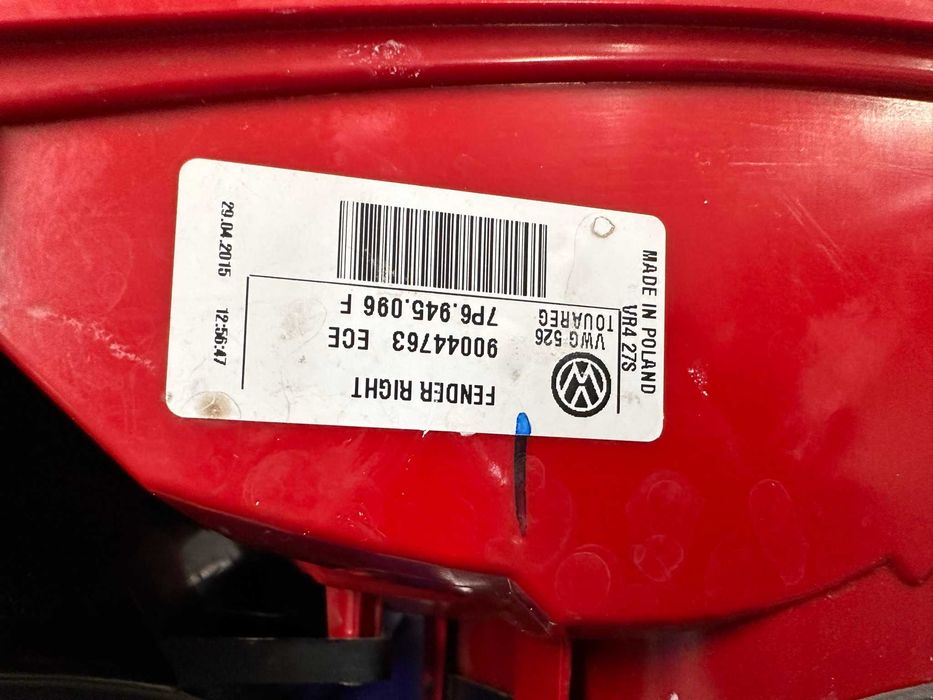 FENDER RIGHT
VWG 526
TOUAREG
90044763 ECE
7P6.945.096 F
MADE IN POLAND
VR4 27S
29.04.2015 12:56:47